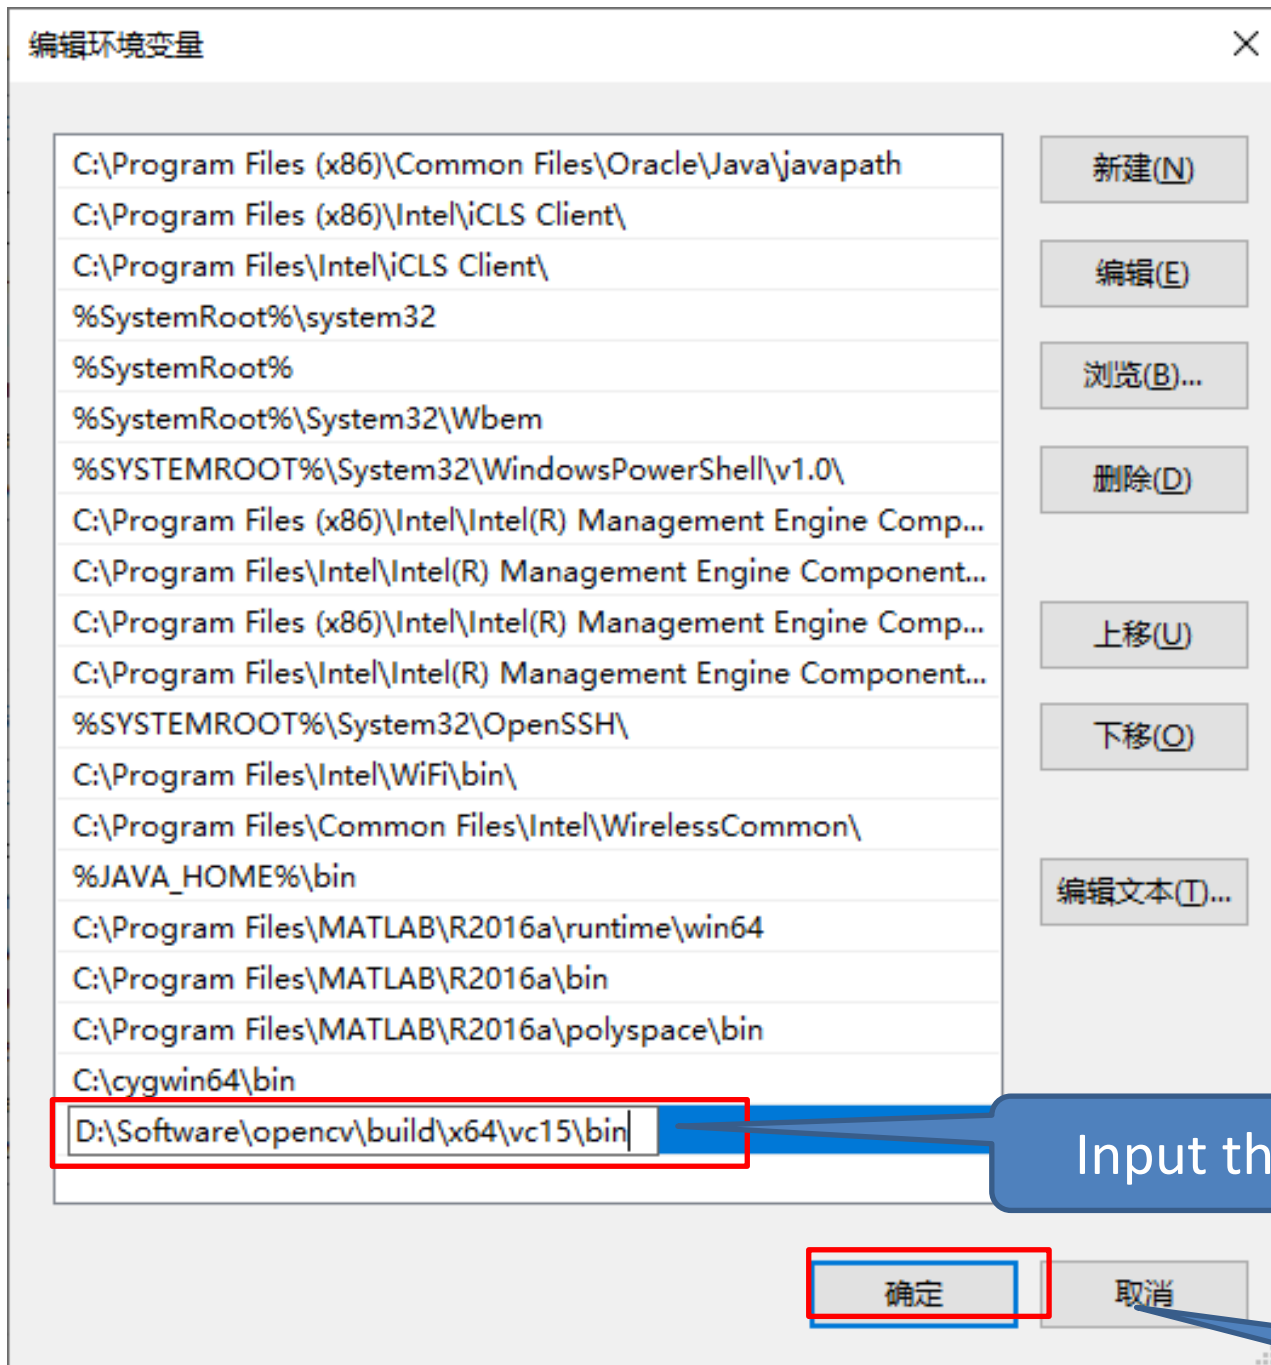 编辑环境变量
C:\Program Files (x86)\Common Files\Oracle\Java\javapath
C:\Program Files (x86)\Intel\iCLS Client\
C:\Program Files\Intel\iCLS Client\
%SystemRoot%\system32
%SystemRoot%
%SystemRoot%\System32\Wbem
%SYSTEMROOT%\System32\WindowsPowerShell\v1.0\
C:\Program Files (x86)\Intel\Intel(R) Management Engine Comp...
C:\Program Files\Intel\Intel(R) Management Engine Component...
C:\Program Files (x86)\Intel\Intel(R) Management Engine Comp...
C:\Program Files\Intel\Intel(R) Management Engine Component...
%SYSTEMROOT%\System32\OpenSSH\
C:\Program Files\Intel\WiFi\bin\
C:\Program Files\Common Files\Intel\WirelessCommon\
%JAVA_HOME%\bin
C:\Program Files\MATLAB\R2016a\runtime\win64
C:\Program Files\MATLAB\R2016a\bin
C:\Program Files\MATLAB\R2016a\polyspace\bin
C:\cygwin64\bin
D:\Software\opencv\build\x64\vc15\bin
新建(N)
编辑(E)
浏览(B)...
删除(D)
上移(U)
下移(O)
编辑文本(T)...
Input th
确定
取消